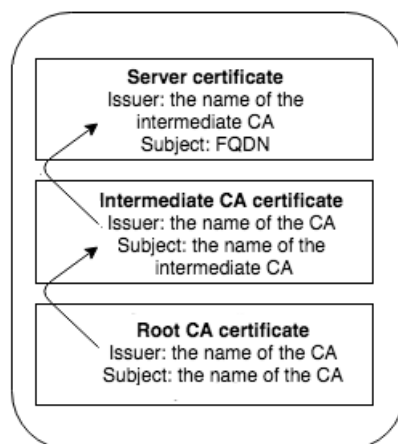 Server certificate
Issuer: the name of the
intermediate CA
Subject: FQDN
Intermediate CA certificate
Issuer: the name of the CA
Subject: the name of the
intermediate CA
Root CA certificate
Issuer: the name of the CA
Subject: the name of the CA